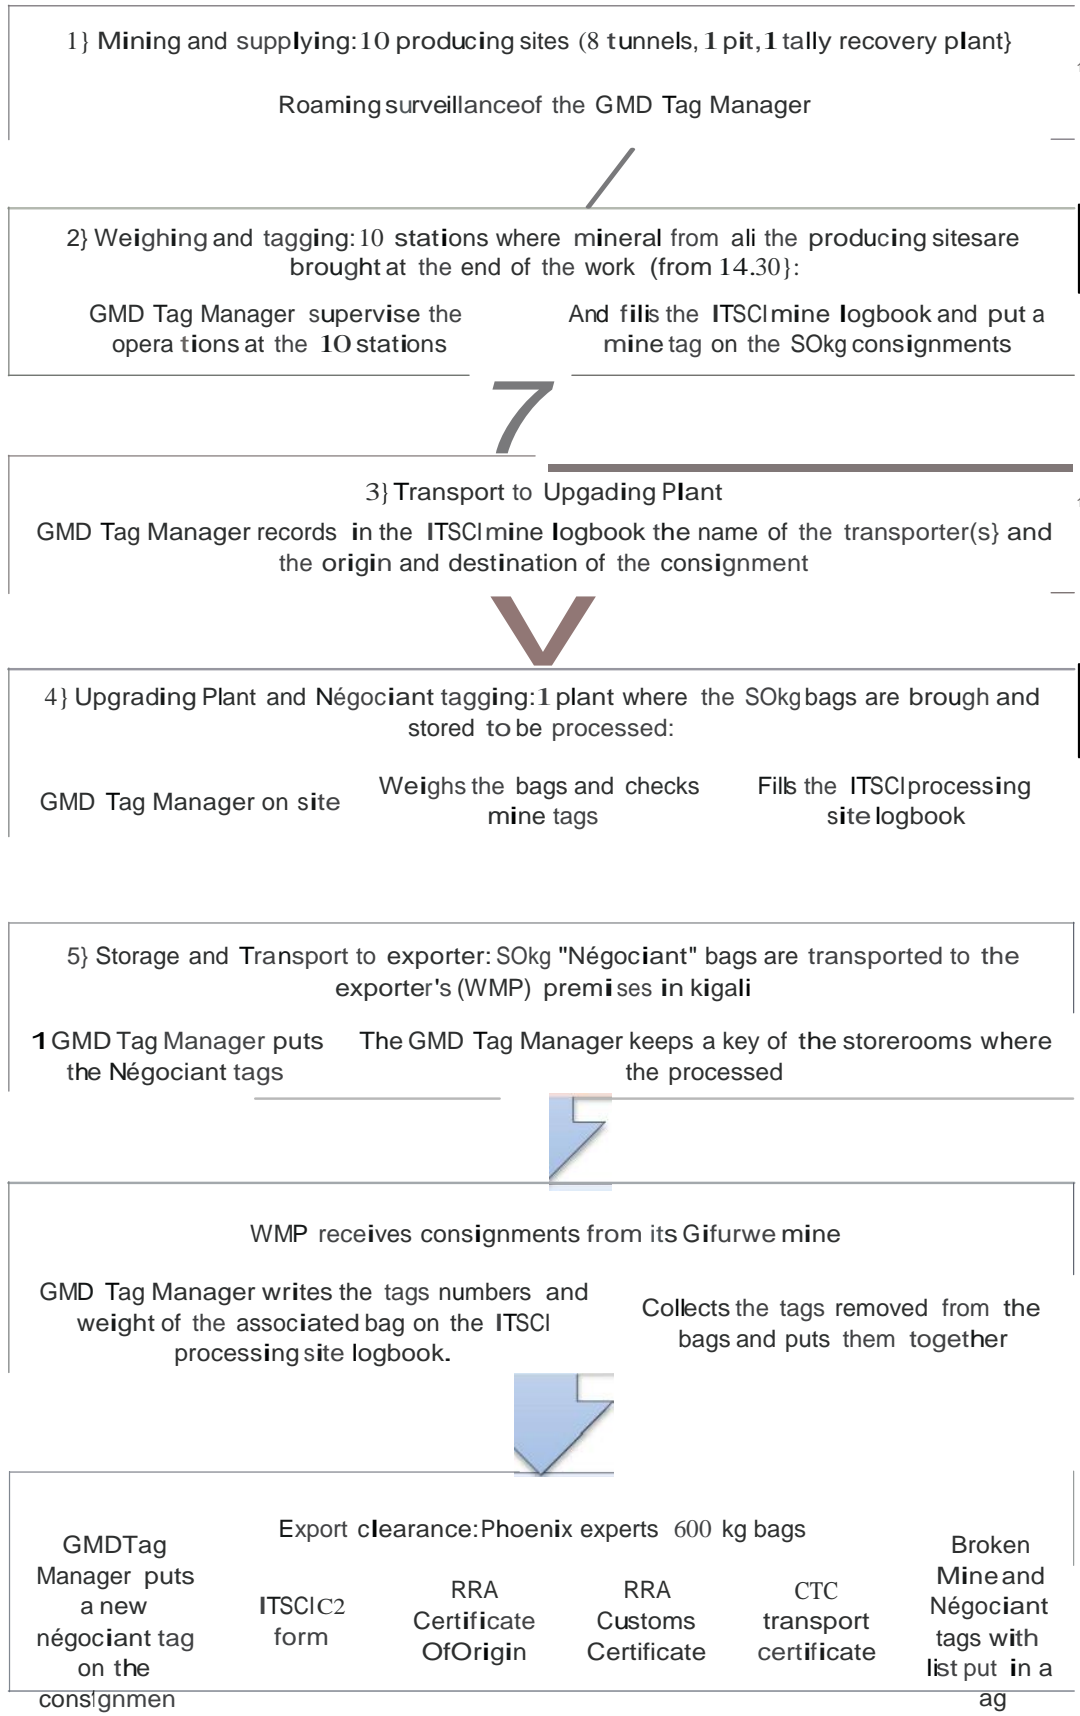 1} Mining and supplying:10 producing sites (8 tunnels, 1 pit, 1 tally recovery plant}
Roaming surveillanceof the GMD Tag Manager
2} Weighing and tagging:10 stations where mineral from ali the producing sitesare
brought at the end of the work (from 14.30}:
GMD Tag Manager supervise the
opera tions at the 1O stations
And filis the ITSCI mine logbook and put a
mine tag on the SOkg consignments
7
3} Transport to Upgading Plant
GMD Tag Manager records in the ITSCI mine logbook the name of the transporter(s} and
the origin and destination of the consignment
V
4} Upgrading Plant and Négociant tagging:1 plant where the SOkg bags are brough and
stored to be processed:
GMD Tag Manager on site
Weighs the bags and checks
mine tags
Fills the ITSCI processing
site logbook
5} Storage and Transport to exporter: SOkg "Négociant" bags are transported to the
exporter's (WMP) premises in kigali
1 GMD Tag Manager puts
the Négociant tags
The GMD Tag Manager keeps a key of the storerooms where
the processed
WMP receives consignments from its Gifurwe mine
GMD Tag Manager writes the tags numbers and
weight of the associated bag on the ITSCI
processing site logbook.
Collects the tags removed from the
bags and puts them together
Export clearance: Phoenix experts 600 kg bags
GMDTag
Manager puts
a new
négociant tag
on the
consignmen
ITSCI C2
form
RRA
Certificate
OfOrigin
RRA
Customs
Certificate
CTC
transport
certificate
Broken
Mine and
Négociant
tags with
list put in a
ag